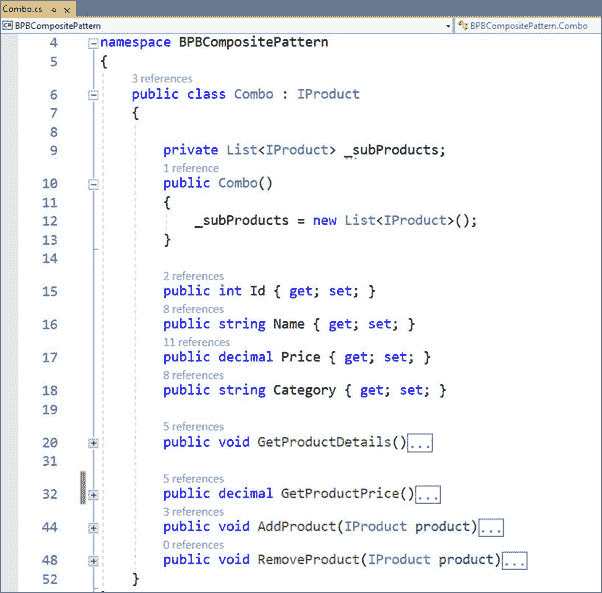 Combo.cs
BPBCompositePattern BPBCompositePattern.Combo
4 namespace BPBCompositePattern
5 {
3 references
6 public class Combo : IProduct
7 {
8
9 private List<IProduct> _subProducts;
1 reference
10 public Combo()
11 {
12 _subProducts = new List<IProduct>();
13 }
14
2 references
15 public int Id { get; set; }
8 references
16 public string Name { get; set; }
11 references
17 public decimal Price { get; set; }
8 references
18 public string Category { get; set; }
19
5 references
20 public void GetProductDetails()...
31
5 references
32 public decimal GetProductPrice()...
3 references
44 public void AddProduct(IProduct product)...
0 references
48 public void RemoveProduct(IProduct product)...
52 }